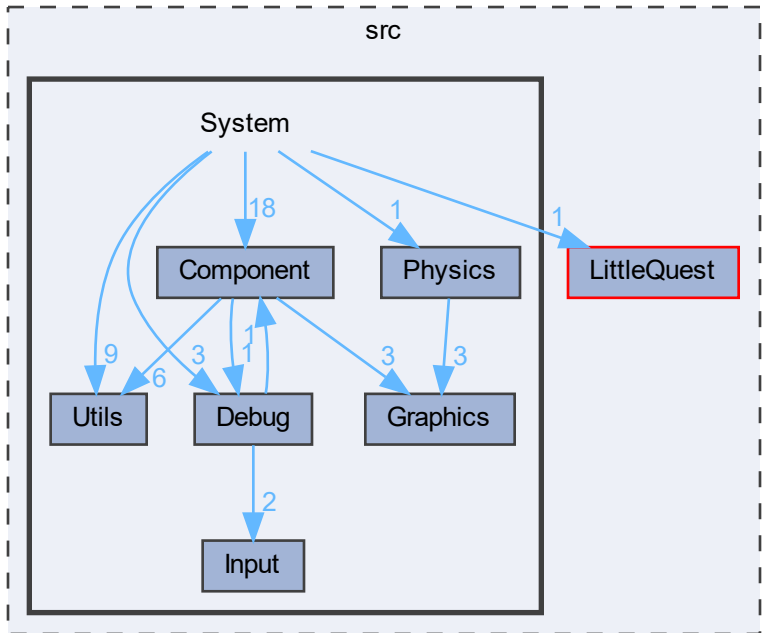 src
System
18
1
1
Component
Physics
LittleQuest
1
1
9
6
3
3
3
Utils
Debug
Graphics
2
Input